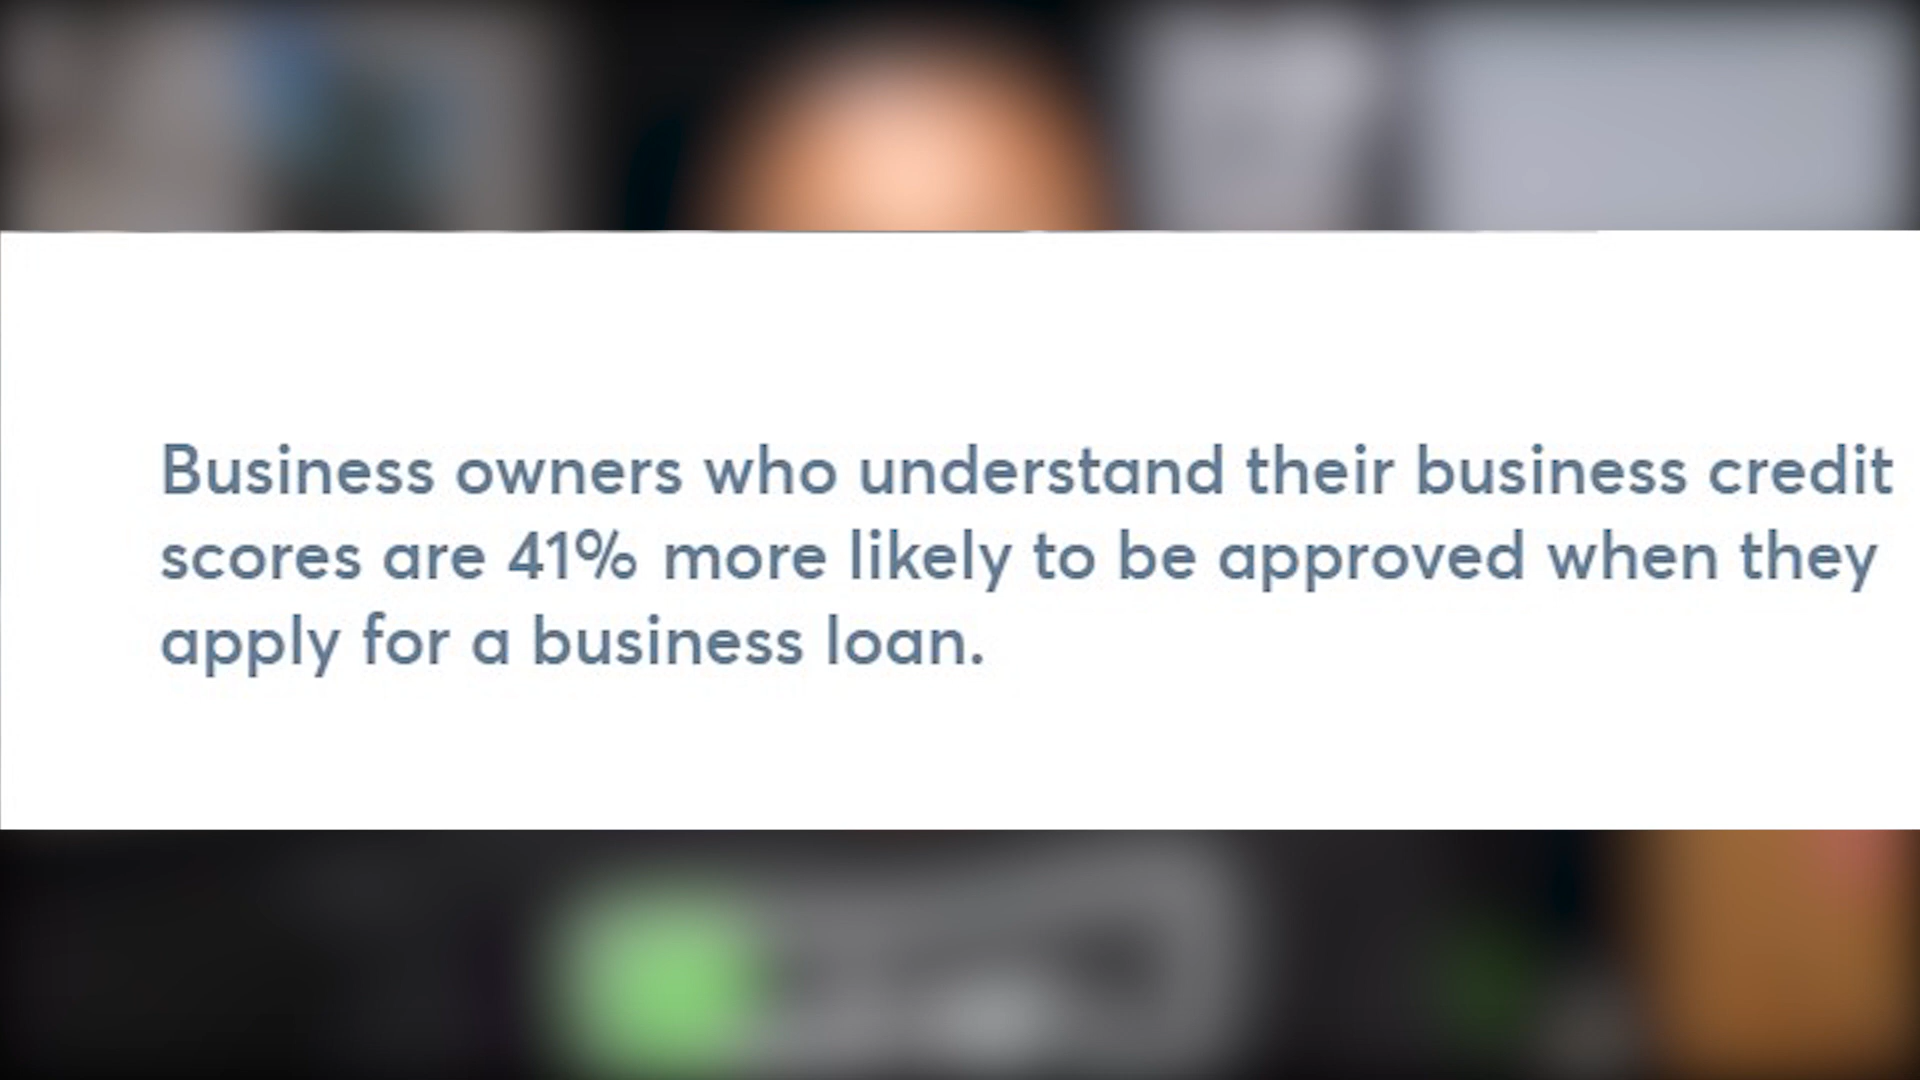 Business owners who understand their business credit
scores are 41% more likely to be approved when they
apply for a business loan.